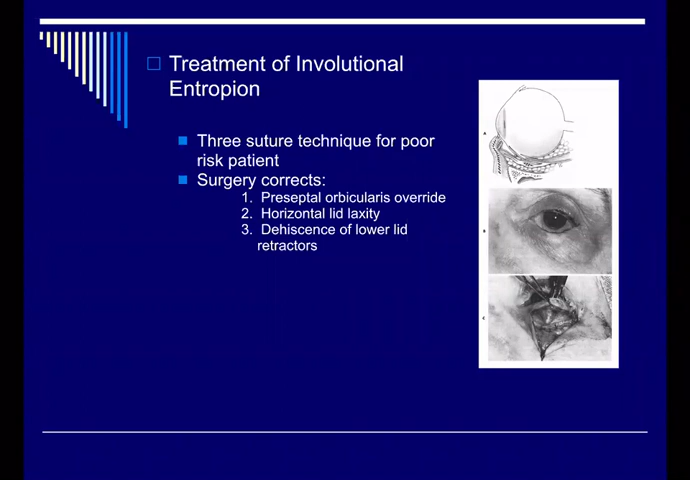 Treatment of Involutional
Entropion
Three suture technique for poor
risk patient
Surgery corrects:
1. Preseptal orbicularis override
2. Horizontal lid laxity
3. Dehiscence of lower lid
retractors
A
B
C